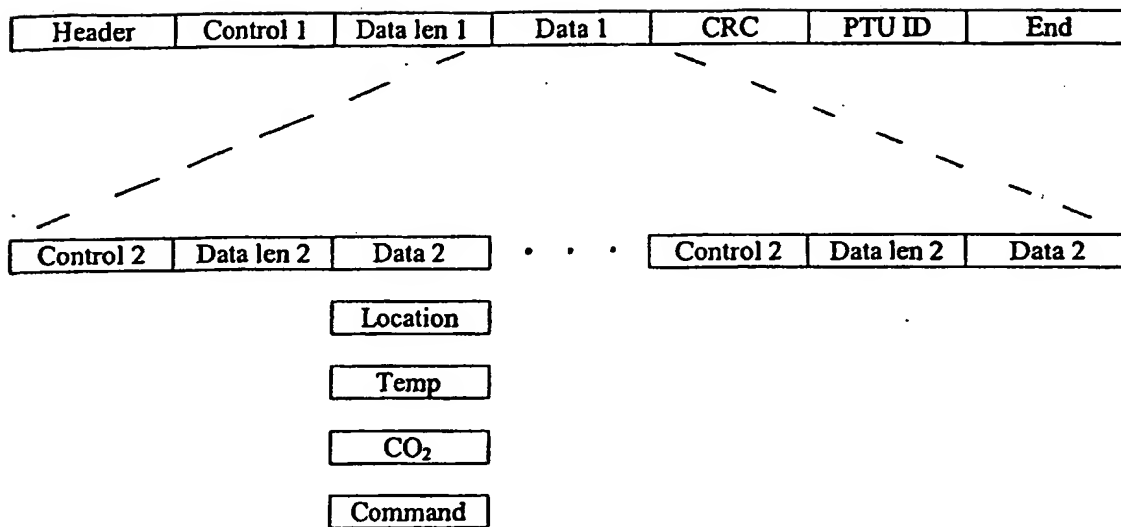 Header Control 1 Data len 1 Data 1 CRC PTU ID End
Control 2 Data len 2 Data 2 . . . . Control 2 Data len 2 Data 2
Location
Temp
CO₂
Command